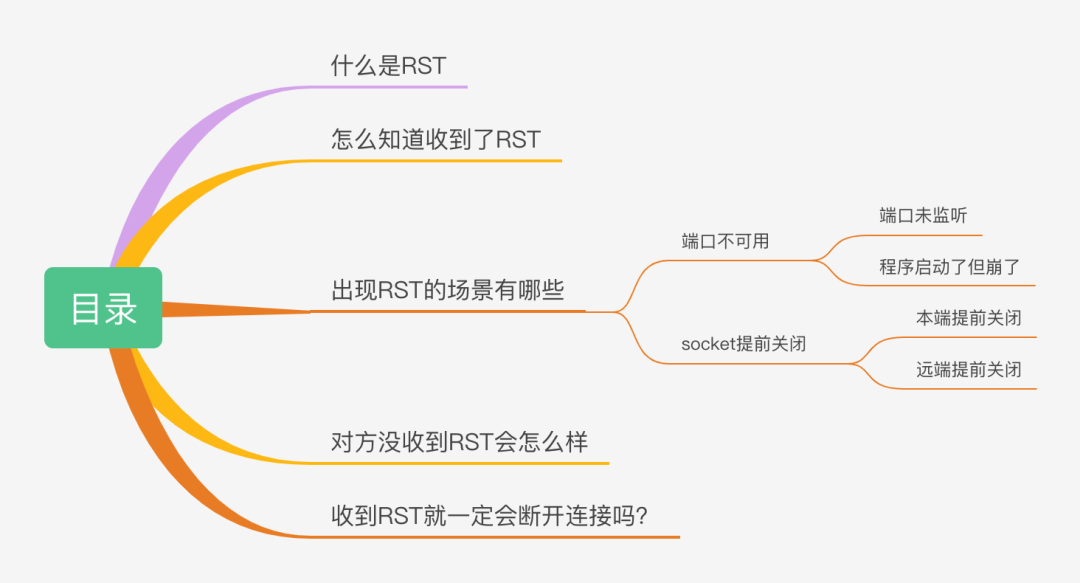 目录
什么是RST
怎么知道收到了RST
出现RST的场景有哪些
端口不可用
端口未监听
程序启动了但崩了
socket提前关闭
本端提前关闭
远端提前关闭
对方没收到RST会怎么样
收到RST就一定会断开连接吗？